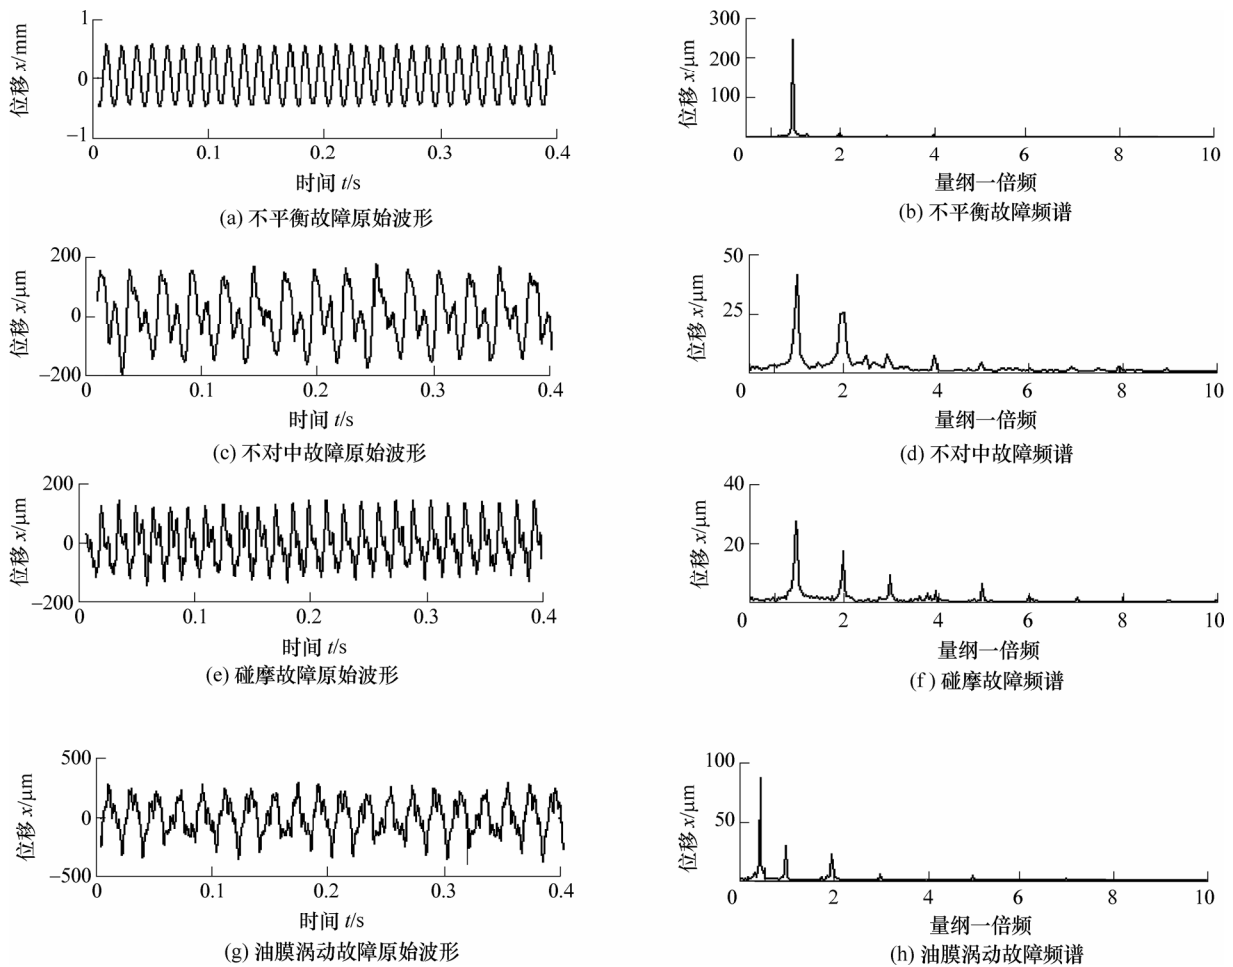 1
0
−1
位移 x/mm
0
0.1
0.2
0.3
0.4
时间 t/s
(a) 不平衡故障原始波形
300
200
100
位移 x/μm
0
2
4
6
8
10
量纲一倍频
(b) 不平衡故障频谱
200
0
−200
位移 x/μm
0
0.1
0.2
0.3
0.4
时间 t/s
(c) 不对中故障原始波形
50
25
位移 x/μm
0
2
4
6
8
10
量纲一倍频
(d) 不对中故障频谱
200
0
−200
位移 x/μm
0
0.1
0.2
0.3
0.4
时间 t/s
(e) 碰摩故障原始波形
40
20
位移 x/μm
0
2
4
6
8
10
量纲一倍频
(f ) 碰摩故障频谱
500
0
−500
位移 x/μm
0
0.1
0.2
0.3
0.4
时间 t/s
(g) 油膜涡动故障原始波形
100
50
位移 x/μm
0
2
4
6
8
10
量纲一倍频
(h) 油膜涡动故障频谱